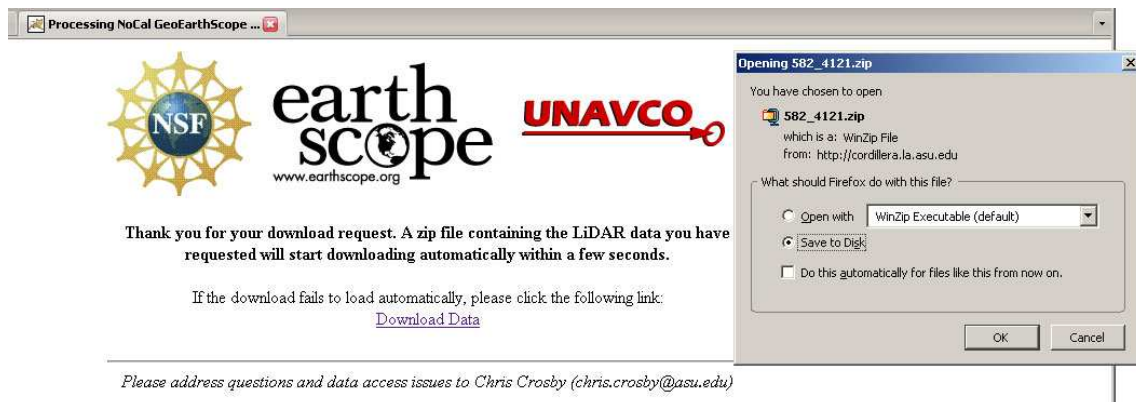 Processing NoCal GeoEarthScope ...
NSF
earth
scope
www.earthscope.org
UNAVCO
Thank you for your download request. A zip file containing the LiDAR data you have
requested will start downloading automatically within a few seconds.
If the download fails to load automatically, please click the following link:
Download Data
Please address questions and data access issues to Chris Crosby (chris.crosby@asu.edu)
Opening 582_4121.zip
You have chosen to open
582_4121.zip
which is a: WinZip File
from: http://cordillera.la.asu.edu
What should Firefox do with this file?
Open with WinZip Executable (default)
Save to Disk
Do this automatically for files like this from now on.
OK Cancel